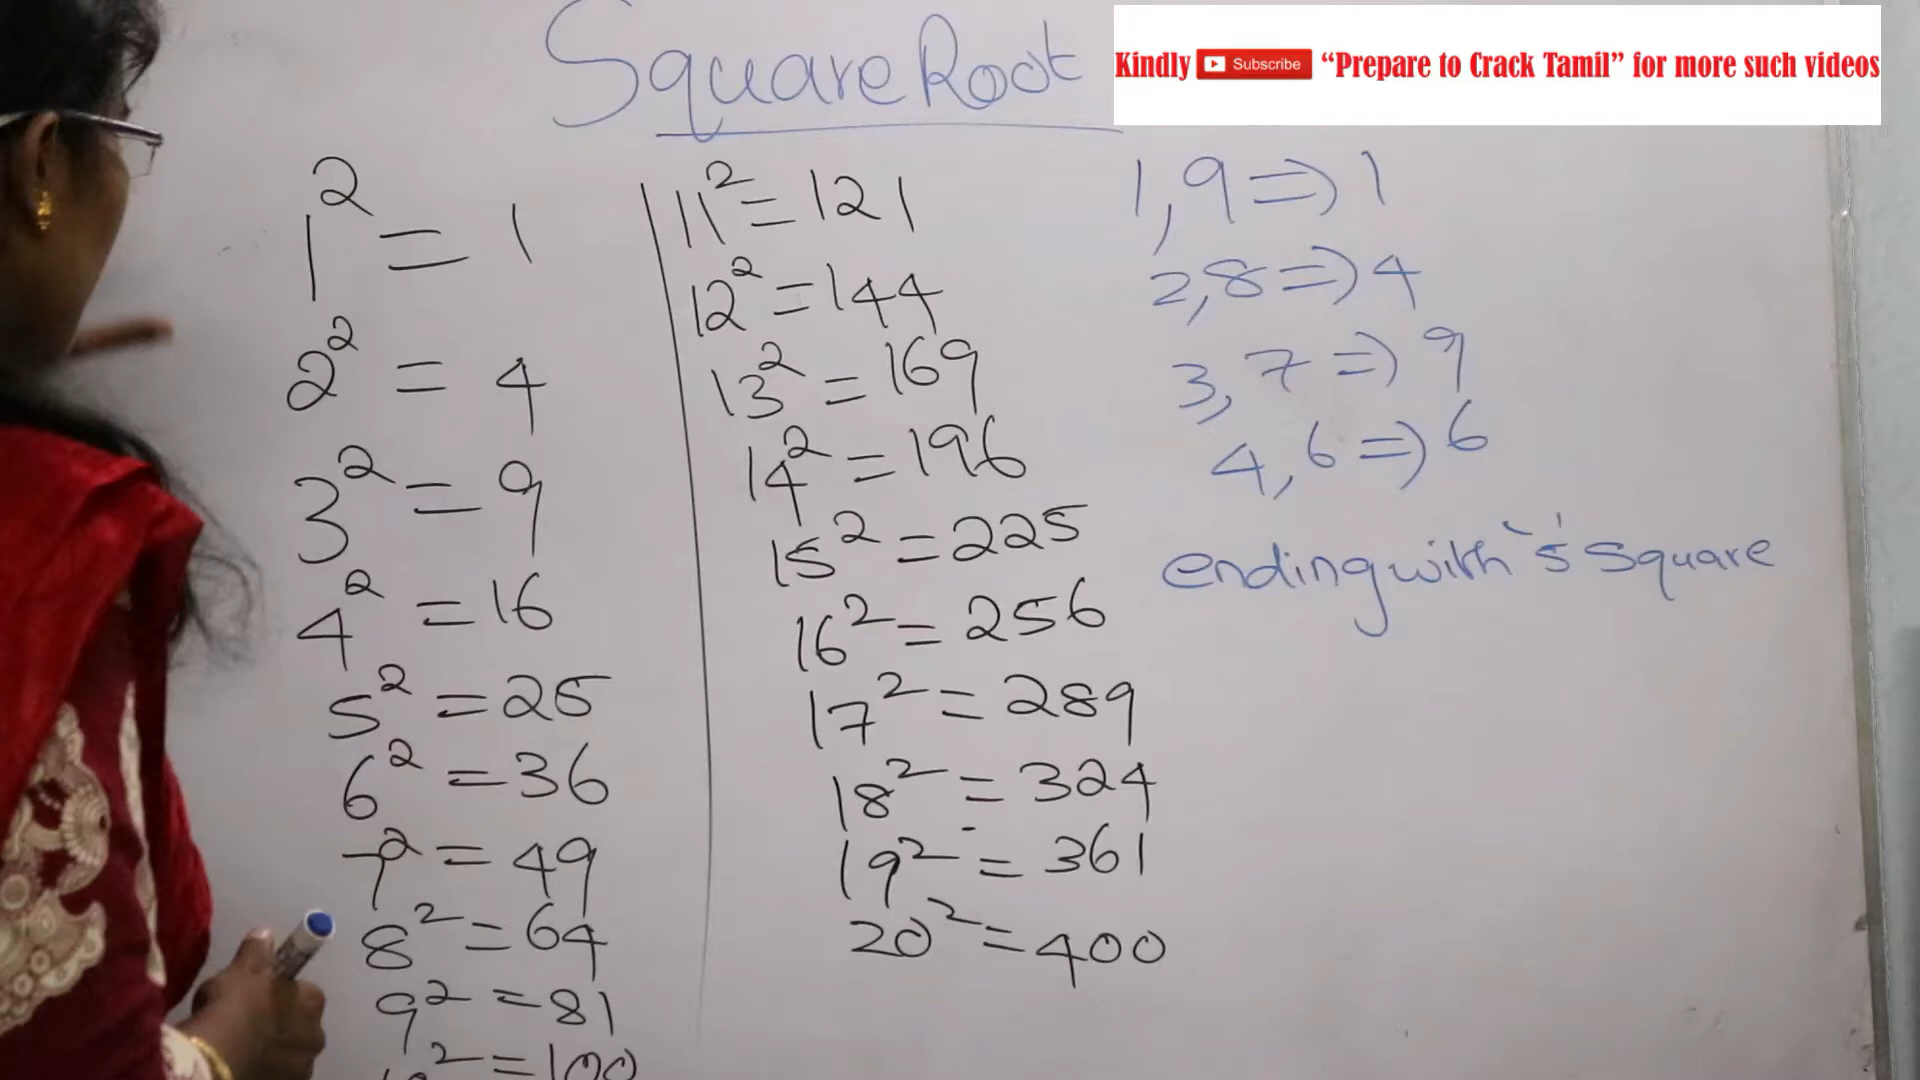 Square Root
Kindly Subscribe “Prepare to Crack Tamil” for more such videos
1² = 1
2² = 4
3² = 9
4² = 16
5² = 25
6² = 36
7² = 49
8² = 64
9² = 81
10² = 100
11² = 121
12² = 144
13² = 169
14² = 196
15² = 225
16² = 256
17² = 289
18² = 324
19² = 361
20² = 400
1, 9 ⇒ 1
2, 8 ⇒ 4
3, 7 ⇒ 9
4, 6 ⇒ 6
ending with '5' square